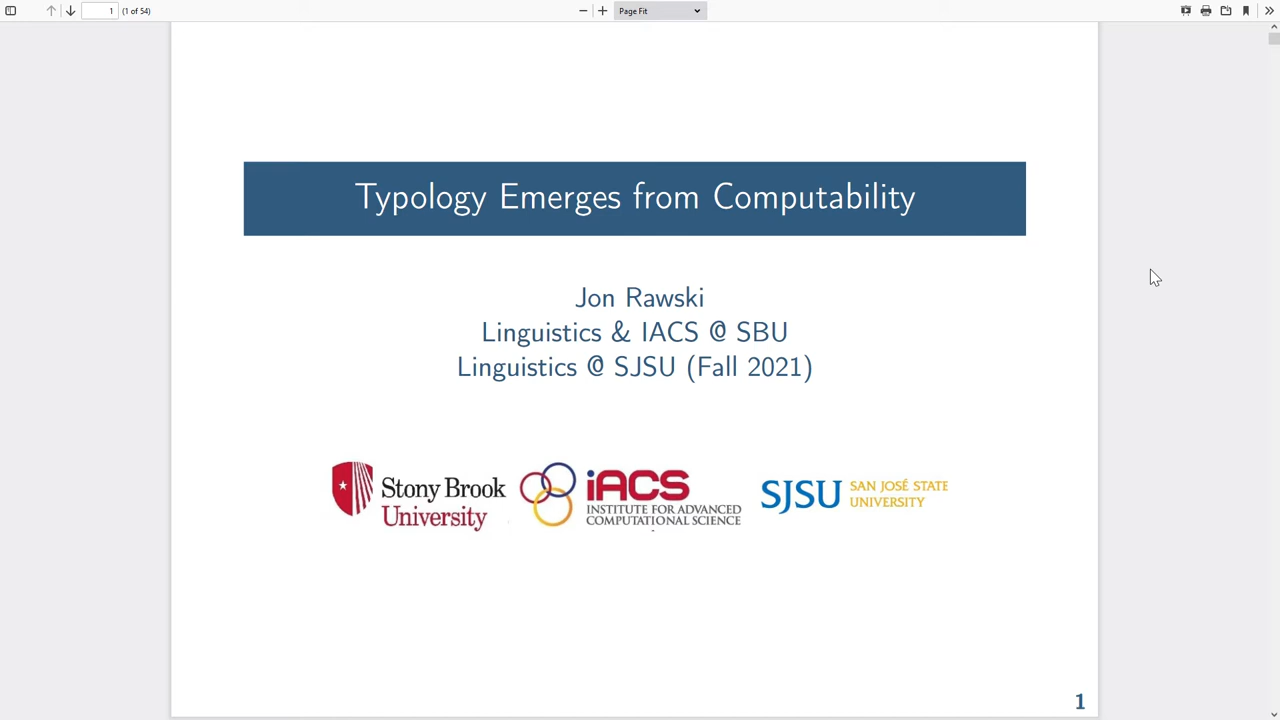 1
(1 of 54)
Page Fit
Typology Emerges from Computability
Jon Rawski
Linguistics & IACS @ SBU
Linguistics @ SJSU (Fall 2021)
Stony Brook
University
iACS
INSTITUTE FOR ADVANCED
COMPUTATIONAL SCIENCE
SJSU
SAN JOSÉ STATE
UNIVERSITY
1